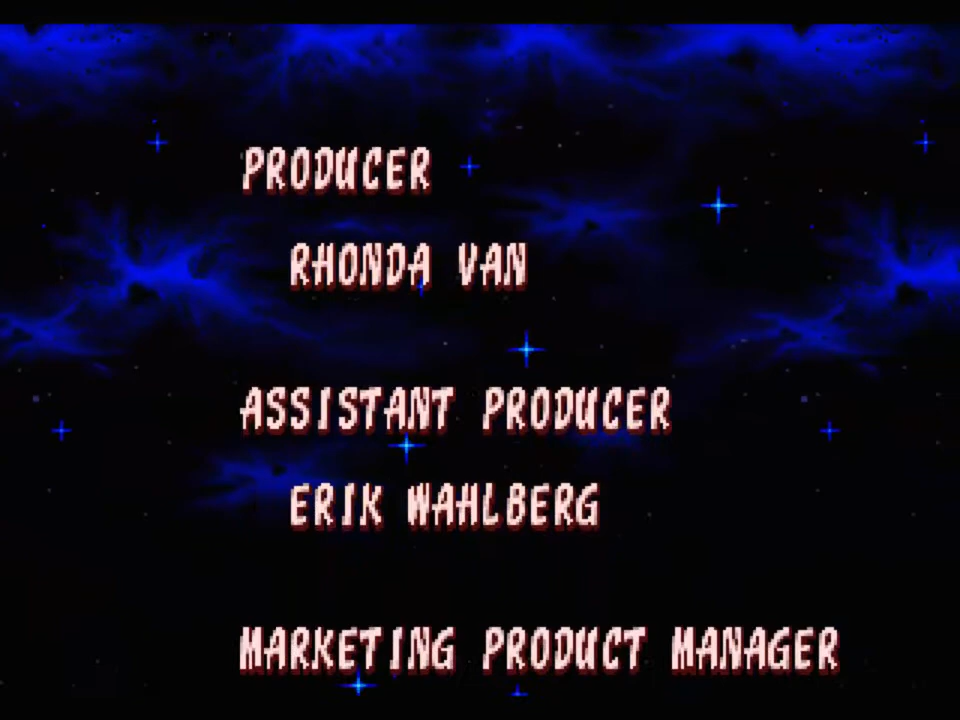 PRODUCER
RHONDA VAN
ASSISTANT PRODUCER
ERIK WAHLBERG
MARKETING PRODUCT MANAGER